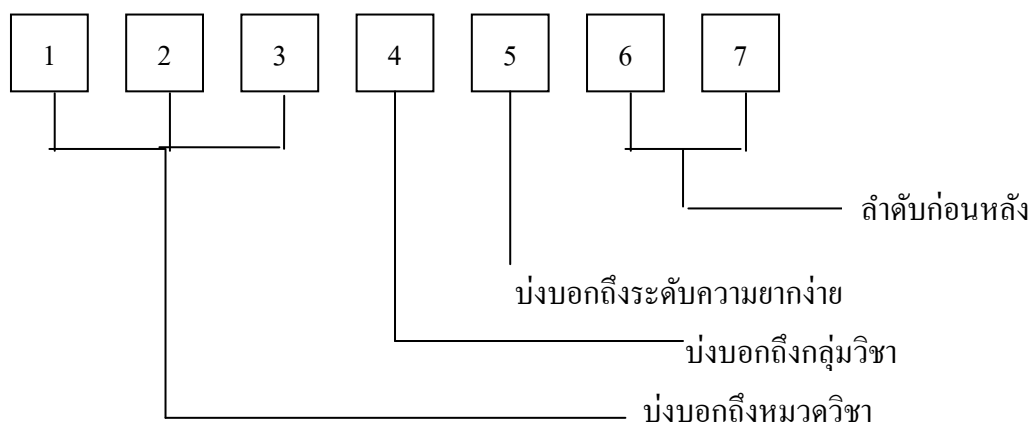 1 2 3 4 5 6 7
ลำดับก่อนหลัง
บ่งบอกถึงระดับความยากง่าย
บ่งบอกถึงกลุ่มวิชา
บ่งบอกถึงหมวดวิชา